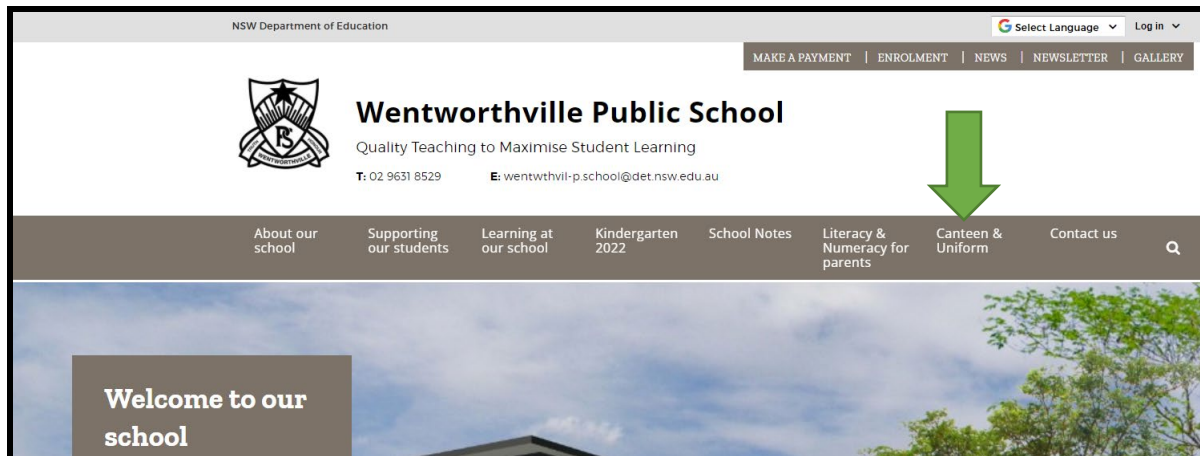 NSW Department of Education
Select Language
Log in
MAKE A PAYMENT | ENROLMENT | NEWS | NEWSLETTER | GALLERY
PS
WENTWORTHVILLE
Wentworthville Public School
Quality Teaching to Maximise Student Learning
T: 02 9631 8529 E: wentwthvil-p.school@det.nsw.edu.au
About our
school
Supporting
our students
Learning at
our school
Kindergarten
2022
School Notes
Literacy &
Numeracy for
parents
Canteen &
Uniform
Contact us
Welcome to our
school